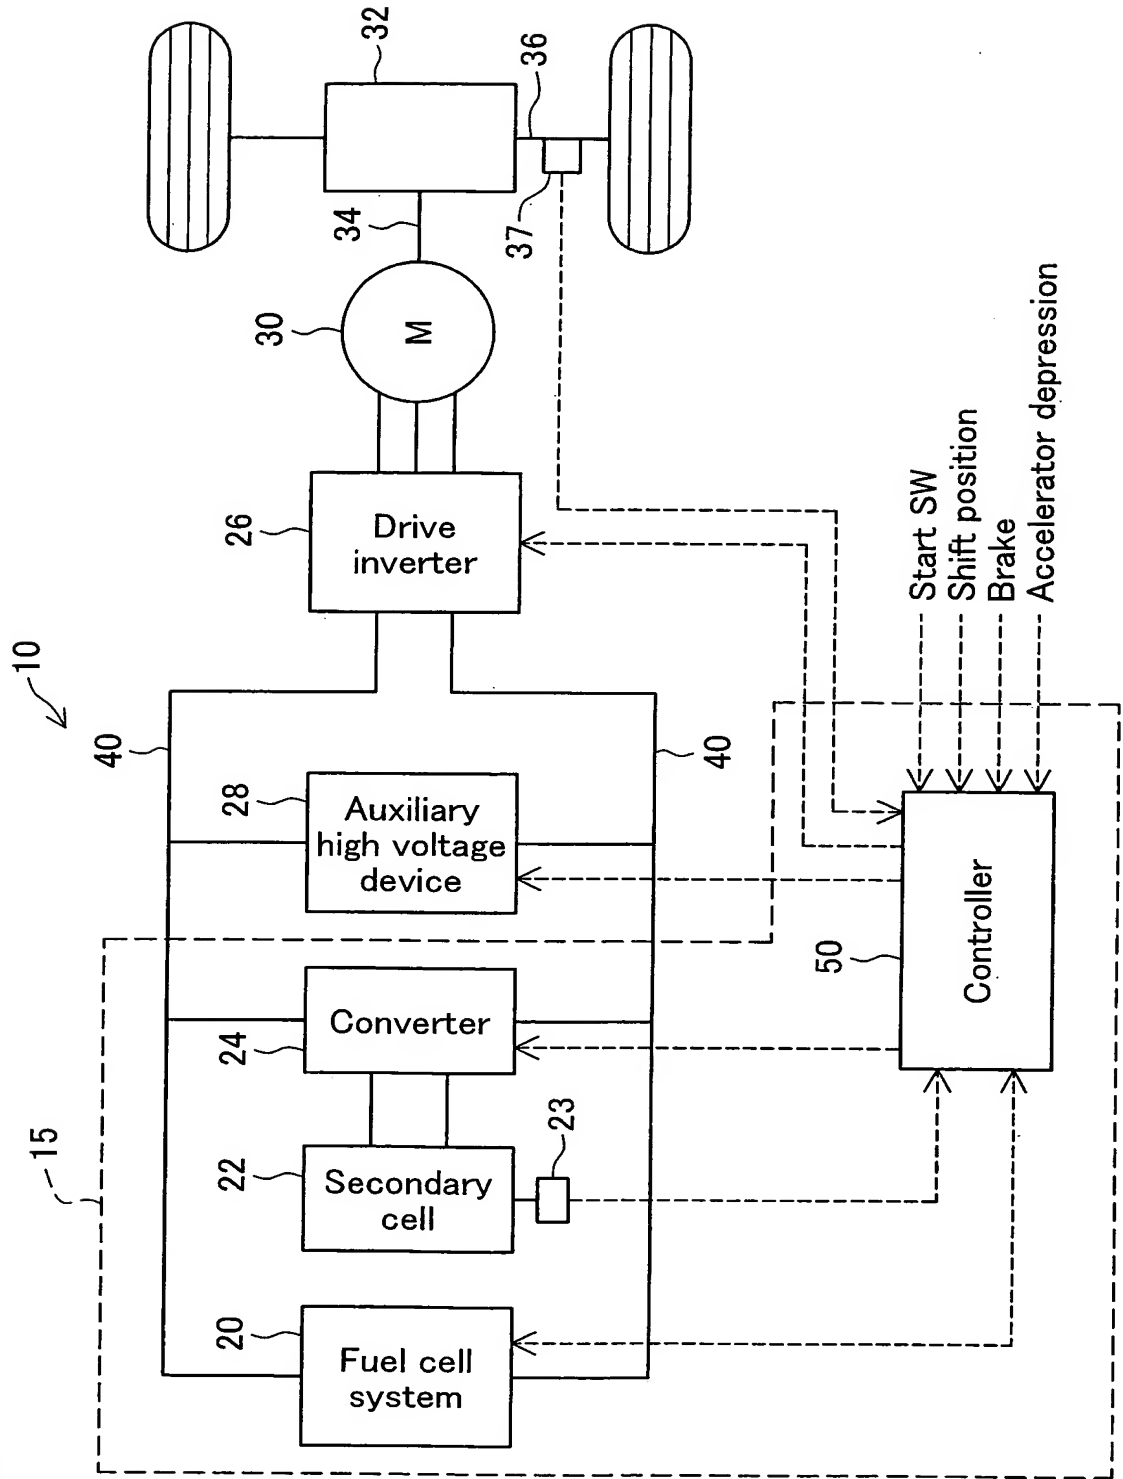 10
15
40
20
Fuel cell
system
22
Secondary
cell
23
24
Converter
28
Auxiliary
high voltage
device
40
26
Drive
inverter
30
M
34
32
36
37
50
Controller
Start SW
Shift position
Brake
Accelerator depression